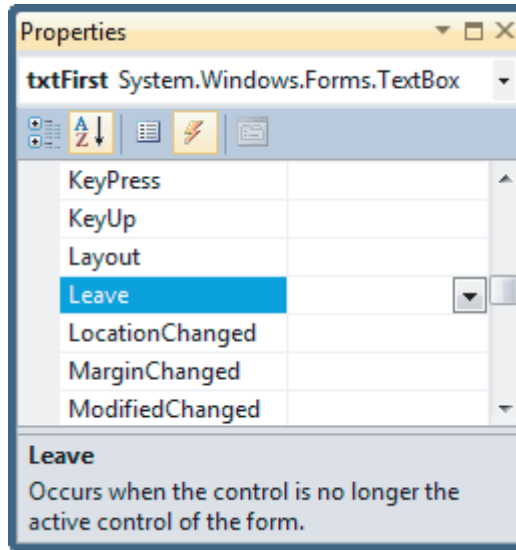 Properties
txtFirst System.Windows.Forms.TextBox
A
Z
KeyPress
KeyUp
Layout
Leave
LocationChanged
MarginChanged
ModifiedChanged
Leave
Occurs when the control is no longer the
active control of the form.